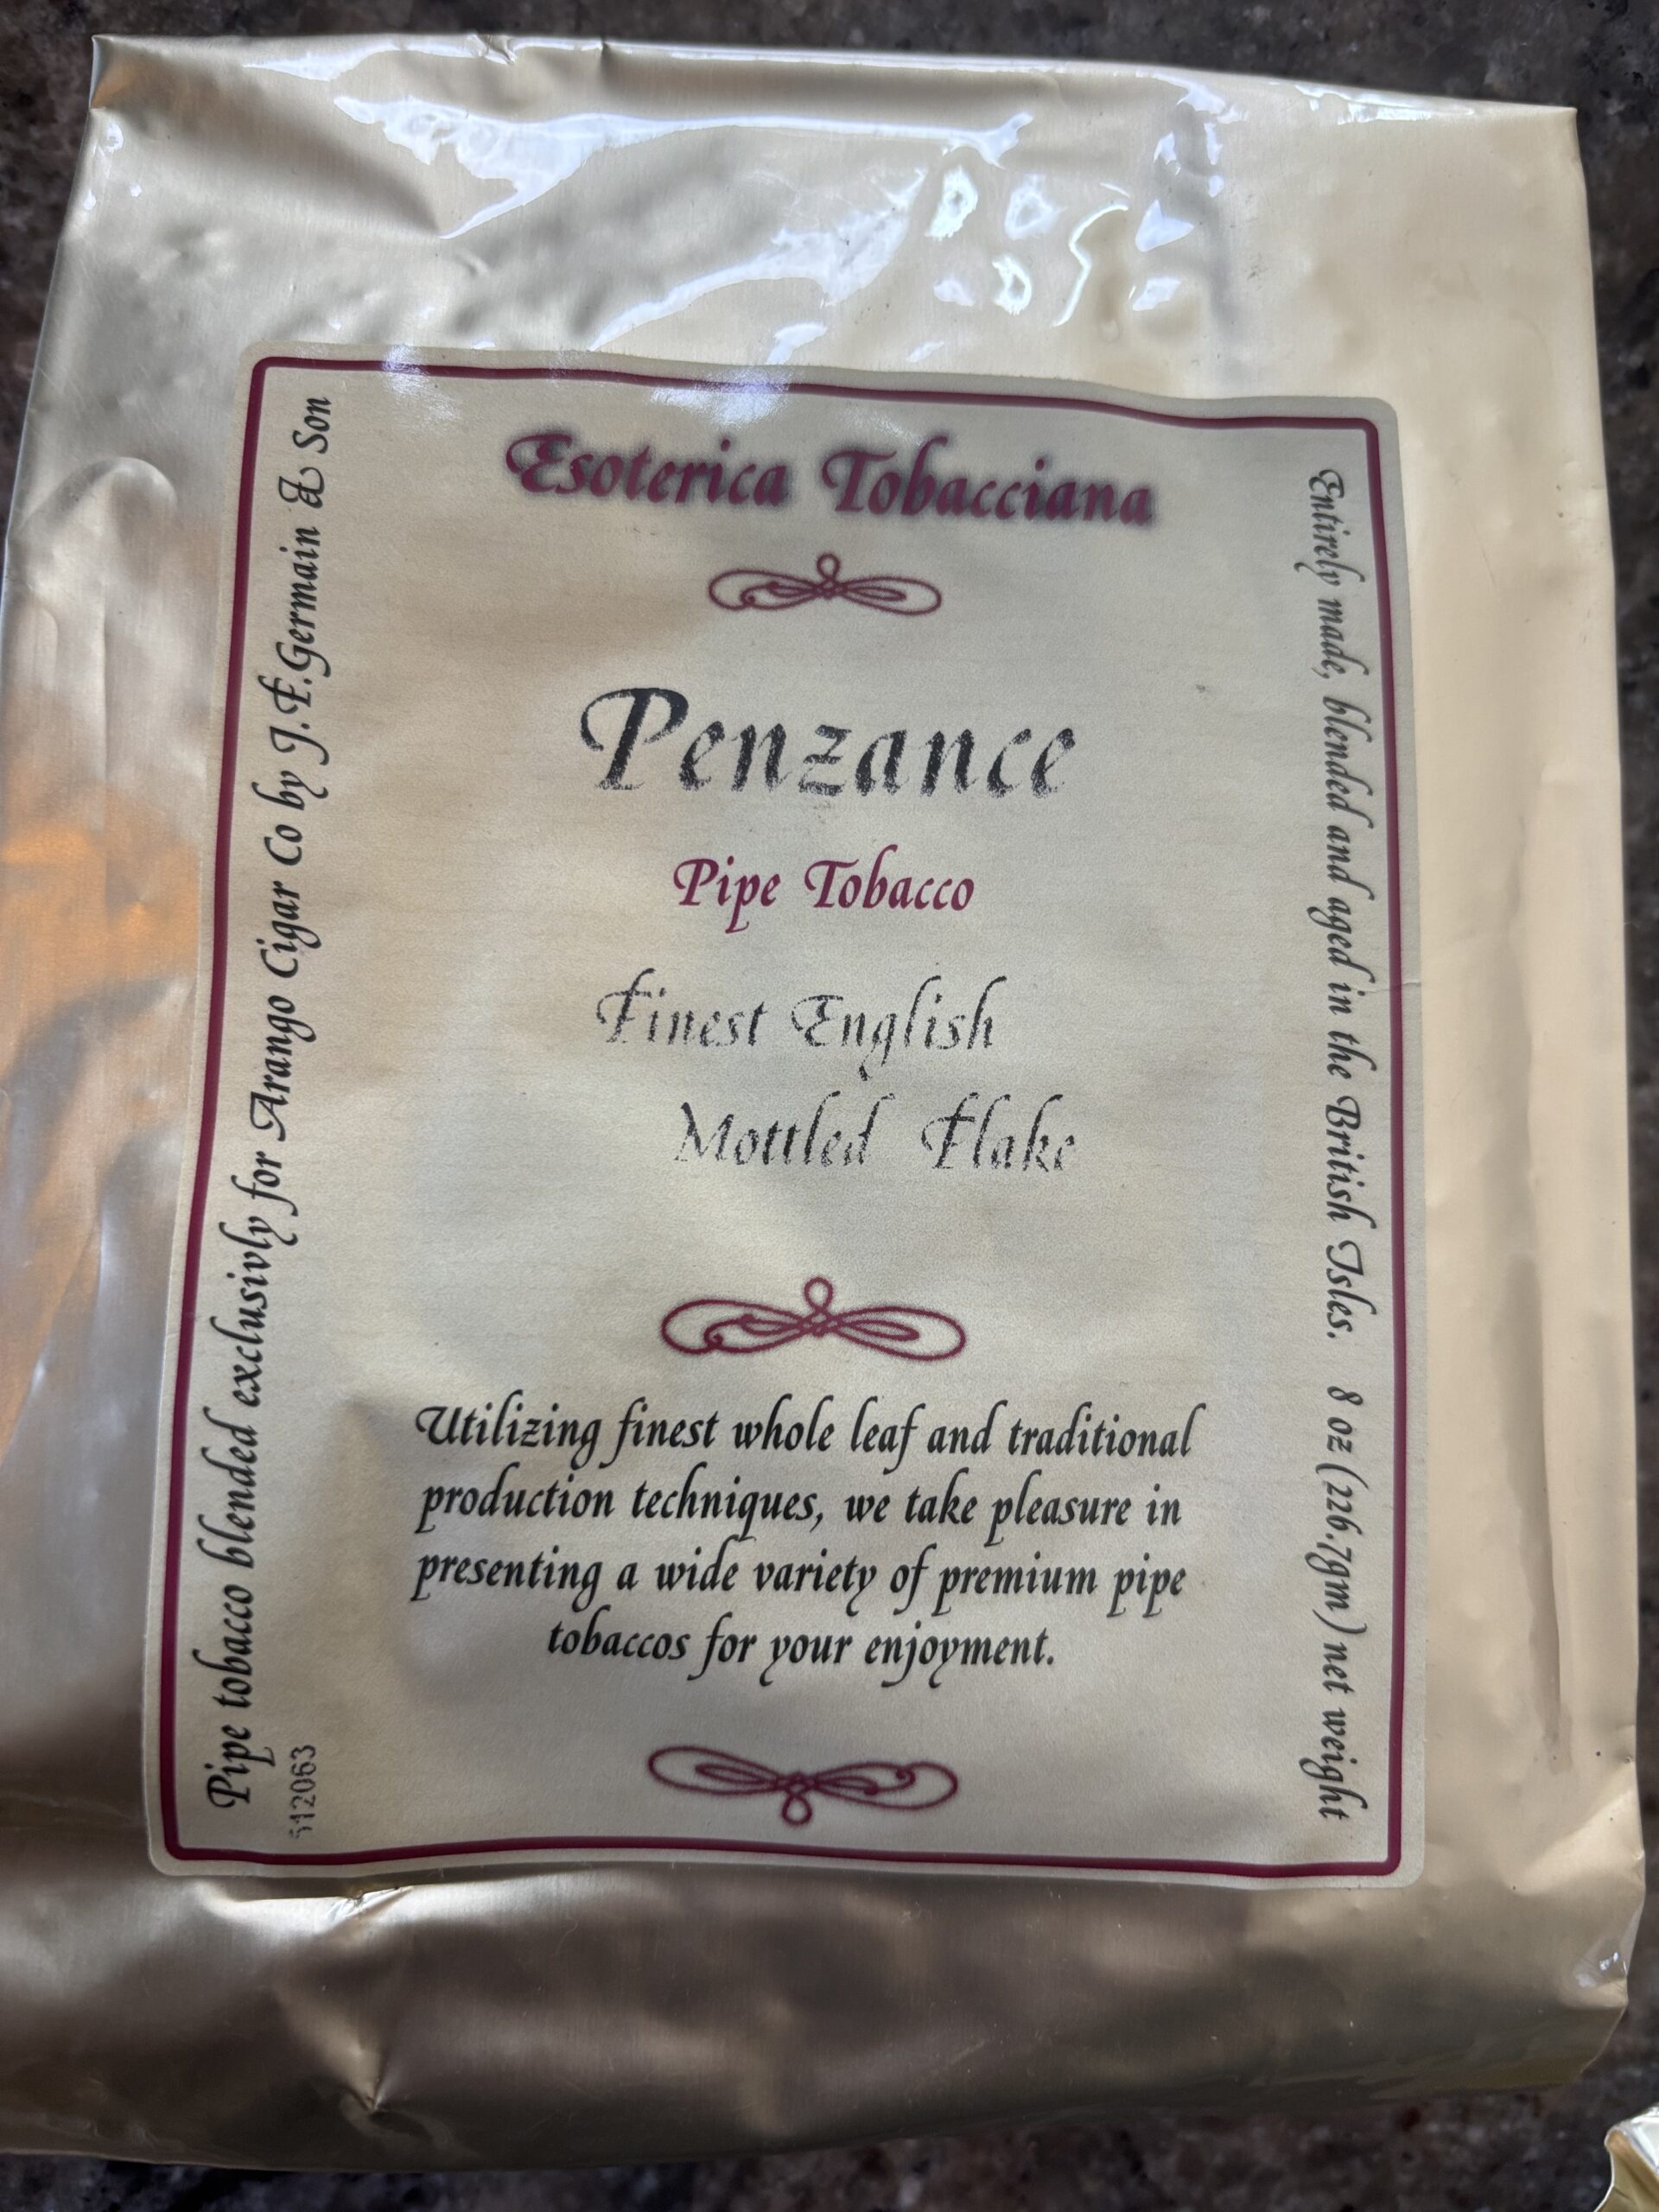 Esoterica Tobacciana
Penzance
Pipe Tobacco
Finest English
Mottled Flake
Utilizing finest whole leaf and traditional
production techniques, we take pleasure in
presenting a wide variety of premium pipe
tobaccos for your enjoyment.
Pipe tobacco blended exclusivly for Arango Cigar Co by J.F.Germain & Son
512063
Entirely made, blended and aged in the British Isles. 8 oz (226.7gm) net weight